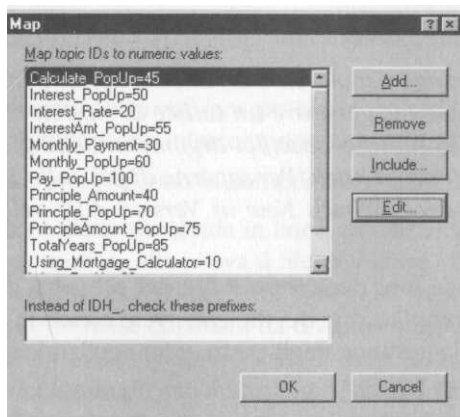 Map
Map topic IDs to numeric values:
Calculate_PopUp=45
Interest_PopUp=50
Interest_Rate=20
InterestAmt_PopUp=55
Monthly_Payment=30
Monthly_PopUp=60
Pay_PopUp=100
Principle_Amount=40
Principle_PopUp=70
PrincipleAmount_PopUp=75
TotalYears_PopUp=85
Using_Mortgage_Calculator=10
Add...
Remove
Include...
Edit...
Instead of IDH_, check these prefixes:
OK
Cancel